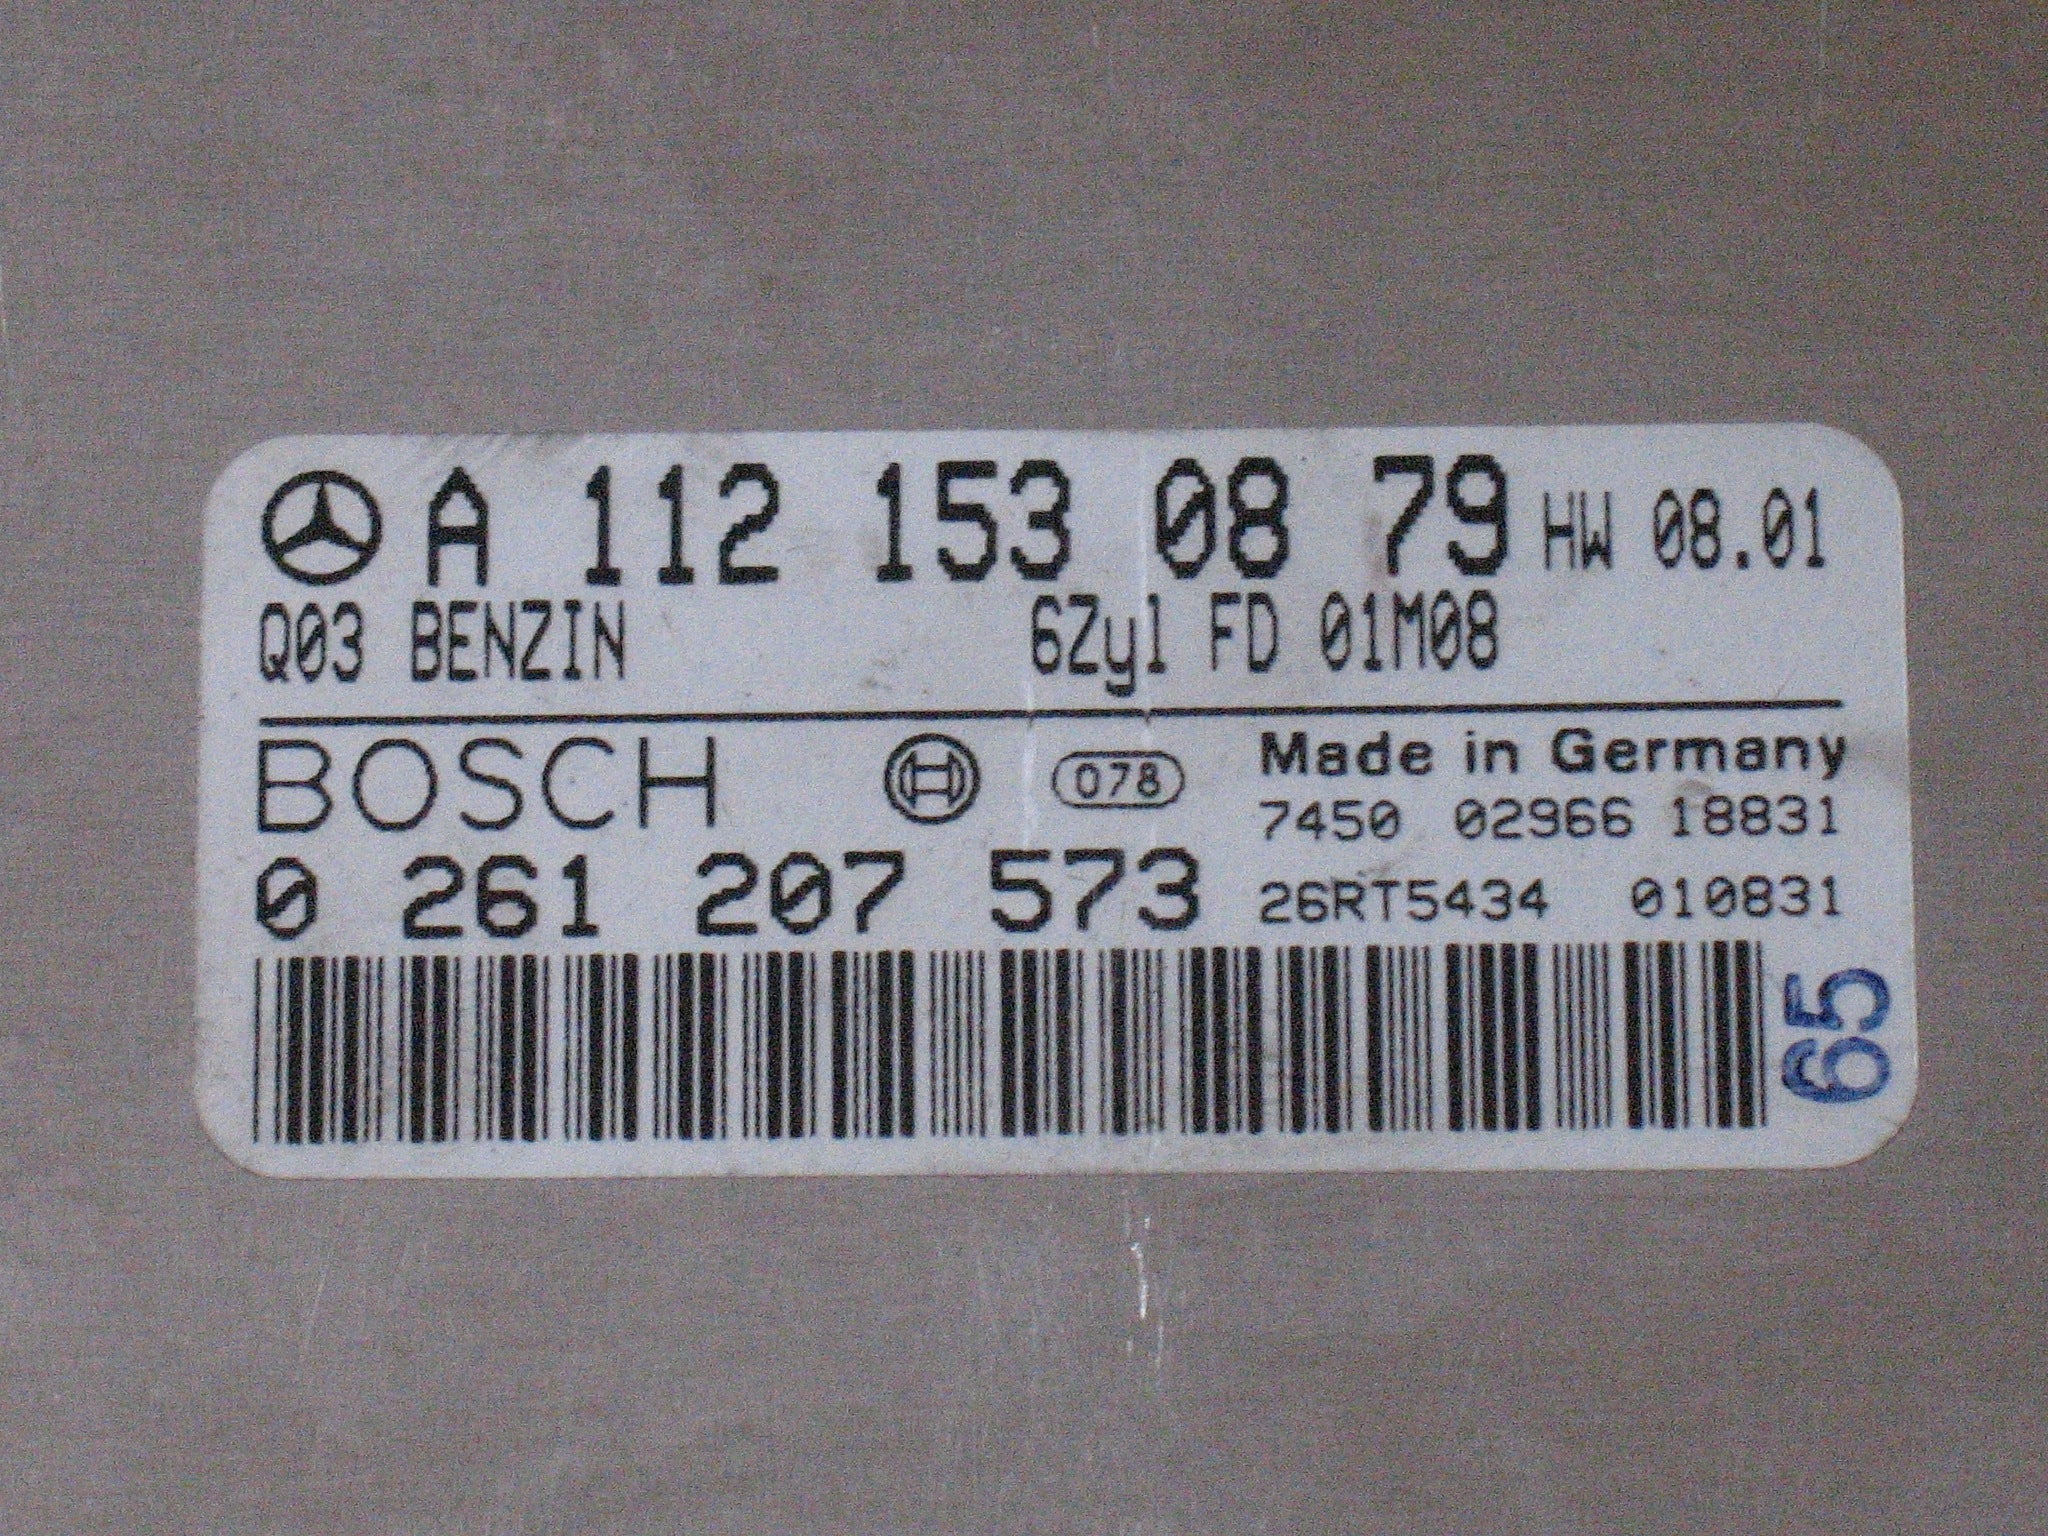 A 112 153 08 79 HW 08.01
Q03 BENZIN 6Zyl FD 01M08
BOSCH 078 Made in Germany
7450 02966 18831
0 261 207 573 26RT5434 010831
65